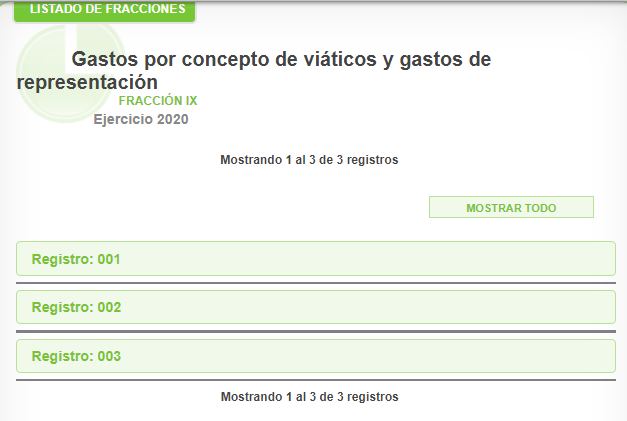 LISTADO DE FRACCIONES
Gastos por concepto de viáticos y gastos de
representación
FRACCIÓN IX
Ejercicio 2020
Mostrando 1 al 3 de 3 registros
MOSTRAR TODO
Registro: 001
Registro: 002
Registro: 003
Mostrando 1 al 3 de 3 registros